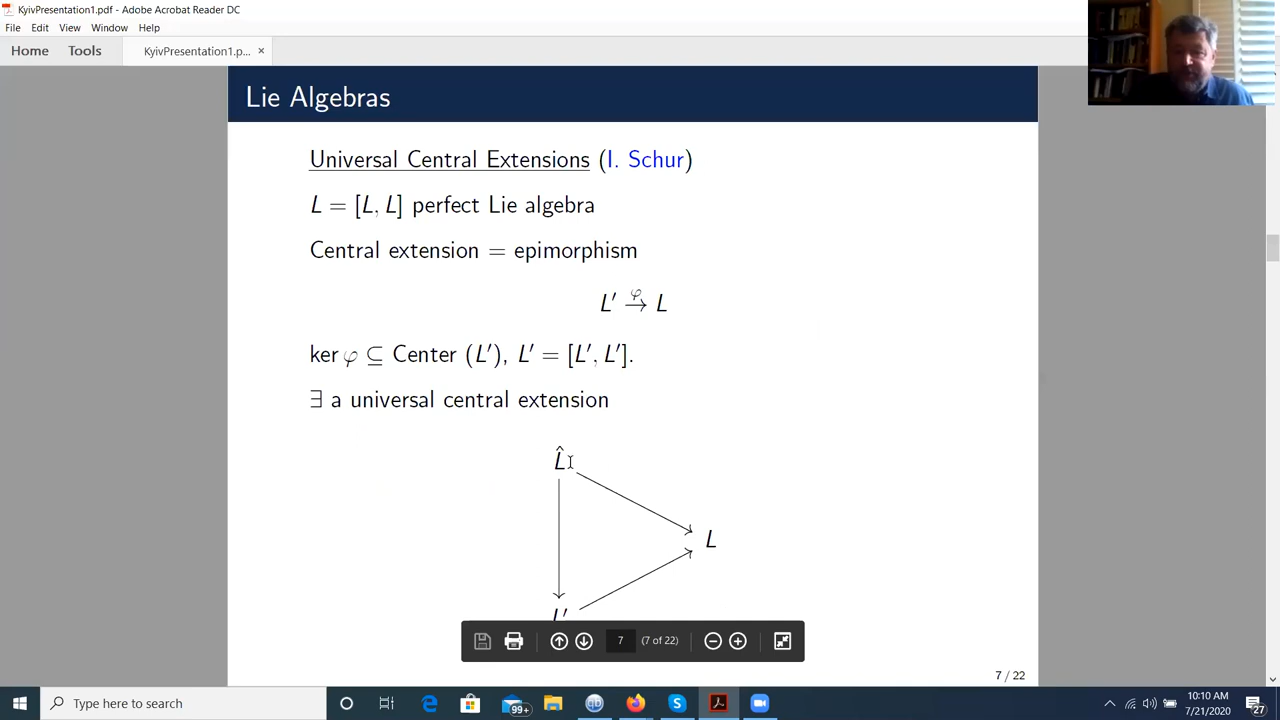 KyivPresentation1.pdf - Adobe Acrobat Reader DC
File Edit View Window Help
Home Tools KyivPresentation1.p... ×
Lie Algebras
Universal Central Extensions (I. Schur)
L = [L, L] perfect Lie algebra
Central extension = epimorphism
L′ →^φ L
ker φ ⊆ Center (L′), L′ = [L′, L′].
∃ a universal central extension
L̂
L
L′
7 (7 of 22)
7 / 22
Type here to search
99+
10:10 AM
7/21/2020
27